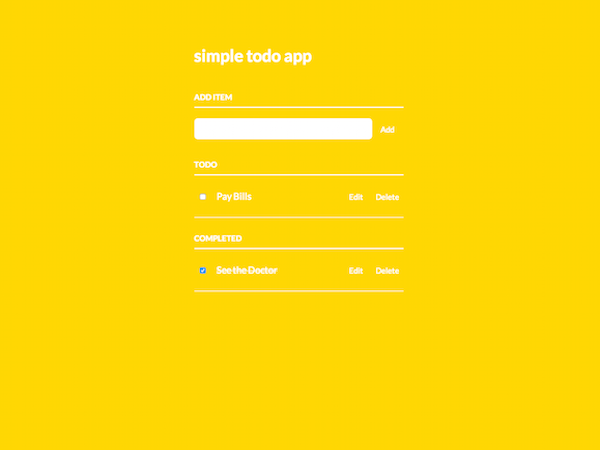 simple todo app
ADD ITEM
Add
TODO
Pay Bills Edit Delete
COMPLETED
See the Doctor Edit Delete